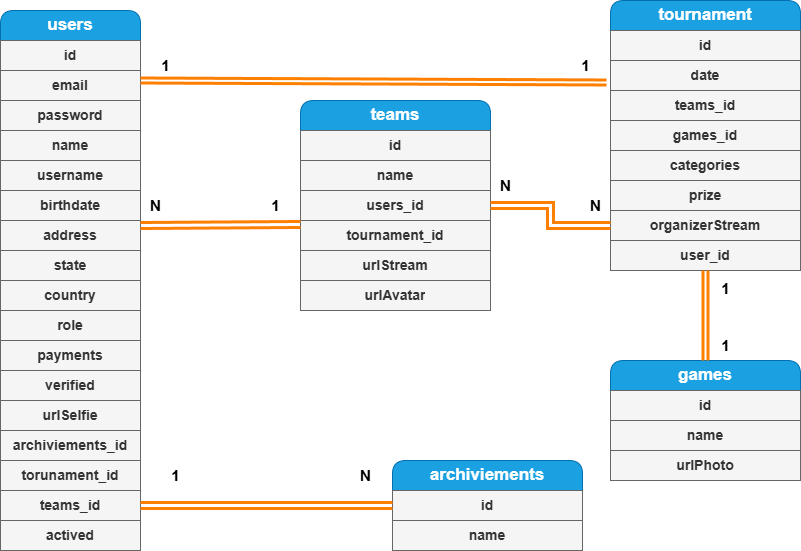 users
id
email
password
name
username
birthdate
address
state
country
role
payments
verified
urlSelfie
archiviements_id
torunament_id
teams_id
actived
1
1
N
1
N
N
1
N
1
1
teams
id
name
users_id
tournament_id
urlStream
urlAvatar
tournament
id
date
teams_id
games_id
categories
prize
organizerStream
user_id
games
id
name
urlPhoto
archiviements
id
name